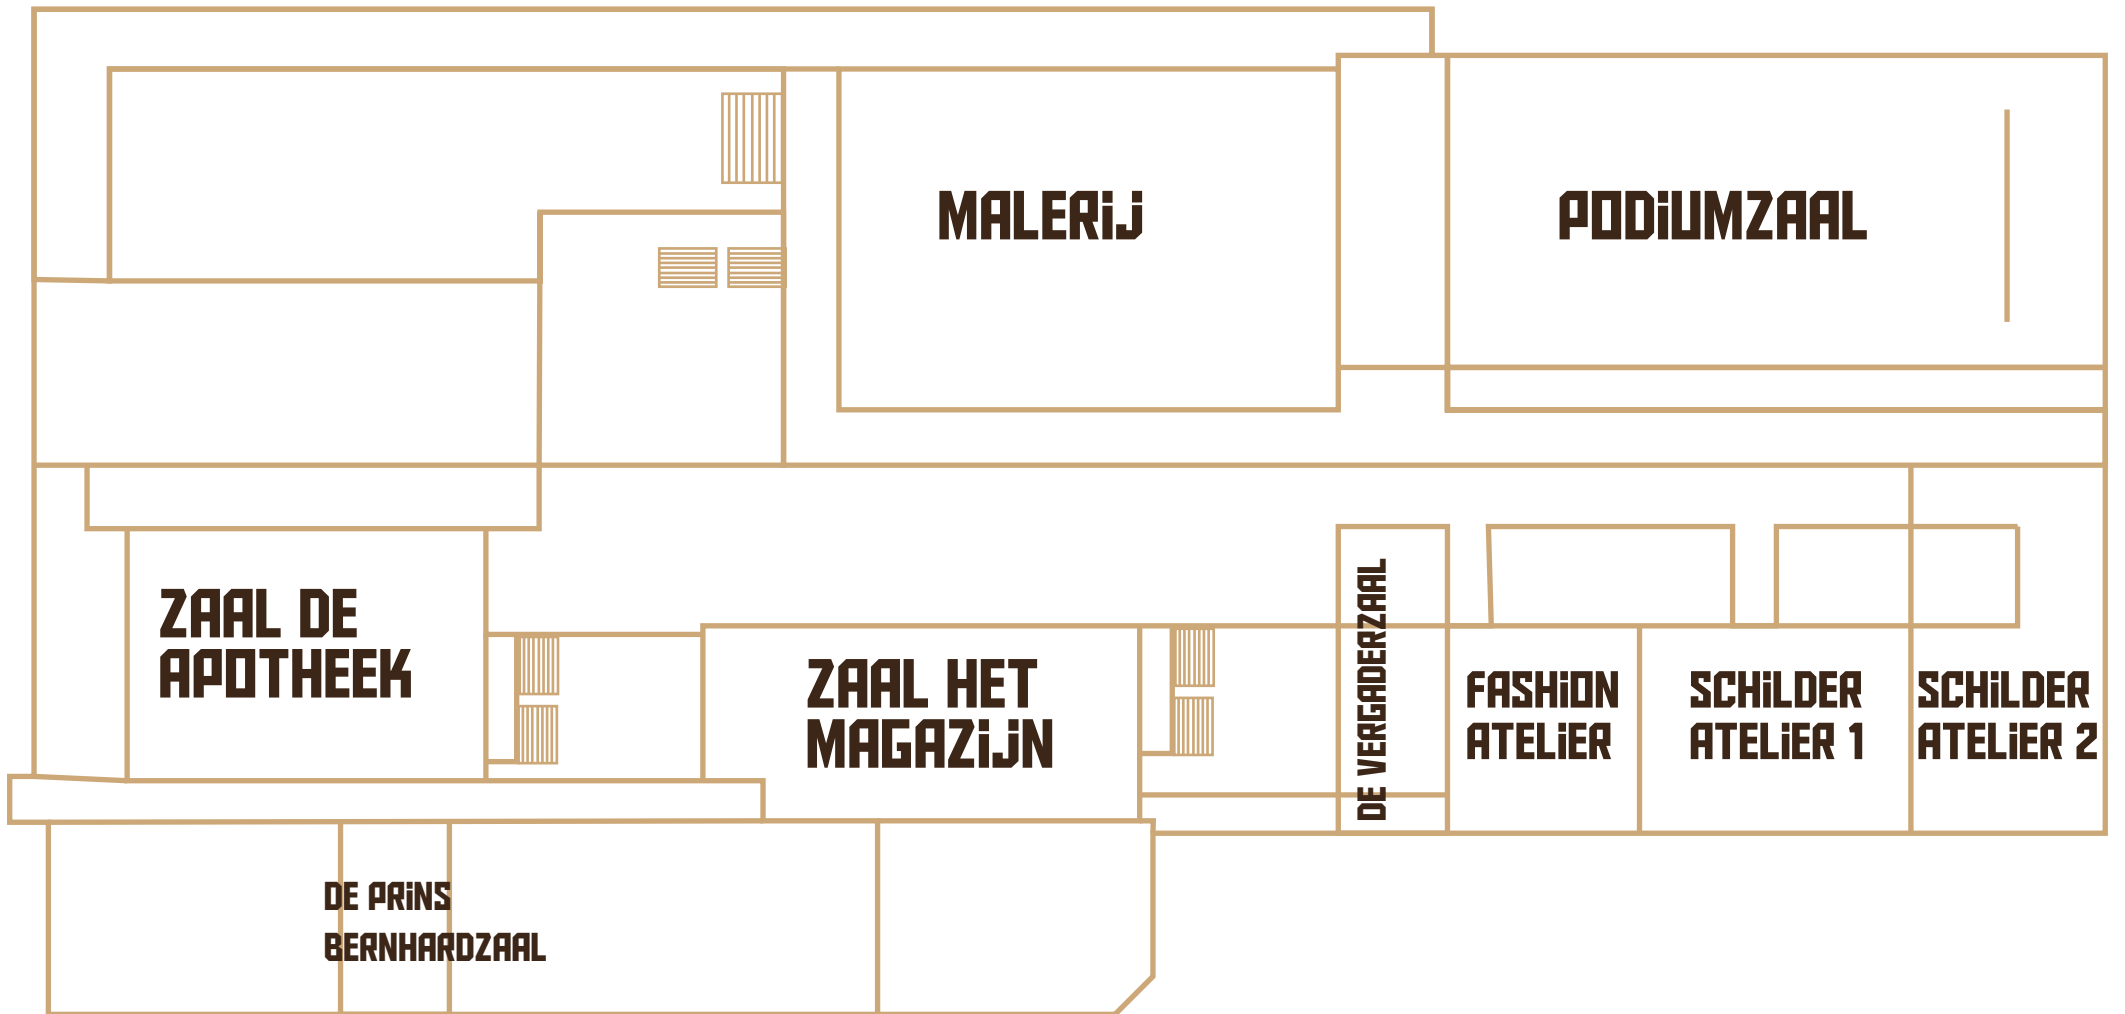 MALERiJ
PODiUMZAAL
ZAAL DE
APOTHEEK
ZAAL HET
MAGAZiJN
DE VERGADERZAAL
FASHiON
ATELiER
SCHiLDER
ATELiER 1
SCHiLDER
ATELiER 2
DE PRiNS
BERNHARDZAAL